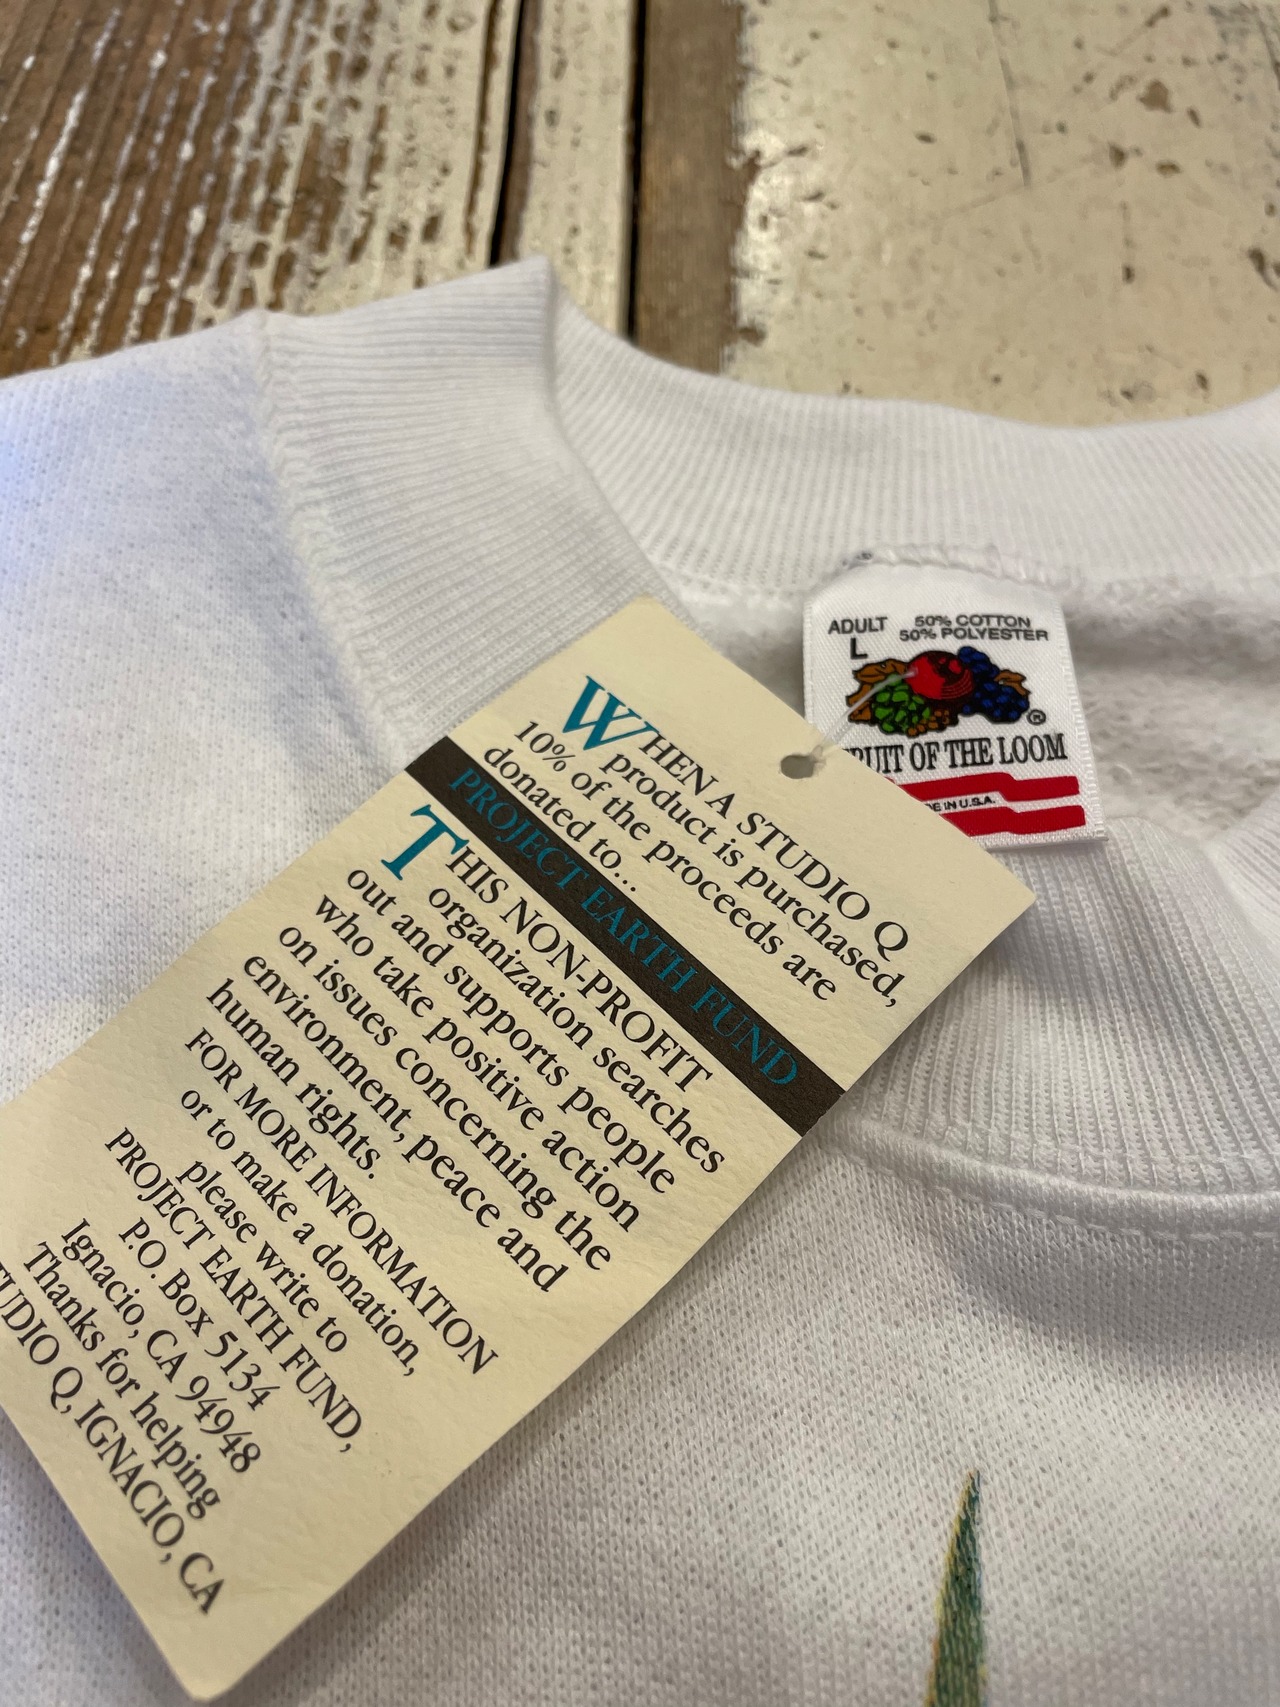 ADULT
L
50% COTTON
50% POLYESTER
®
FRUIT OF THE LOOM
IN U.S.A.
WHEN A STUDIO Q
product is purchased,
10% of the proceeds are
donated to...
PROJECT EARTH FUND
THIS NON-PROFIT
organization searches
out and supports people
who take positive action
on issues concerning the
environment, peace and
human rights.
FOR MORE INFORMATION
or to make a donation,
please write to
PROJECT EARTH FUND,
P.O. Box 5134
Ignacio, CA 94948
Thanks for helping
STUDIO Q, IGNACIO, CA